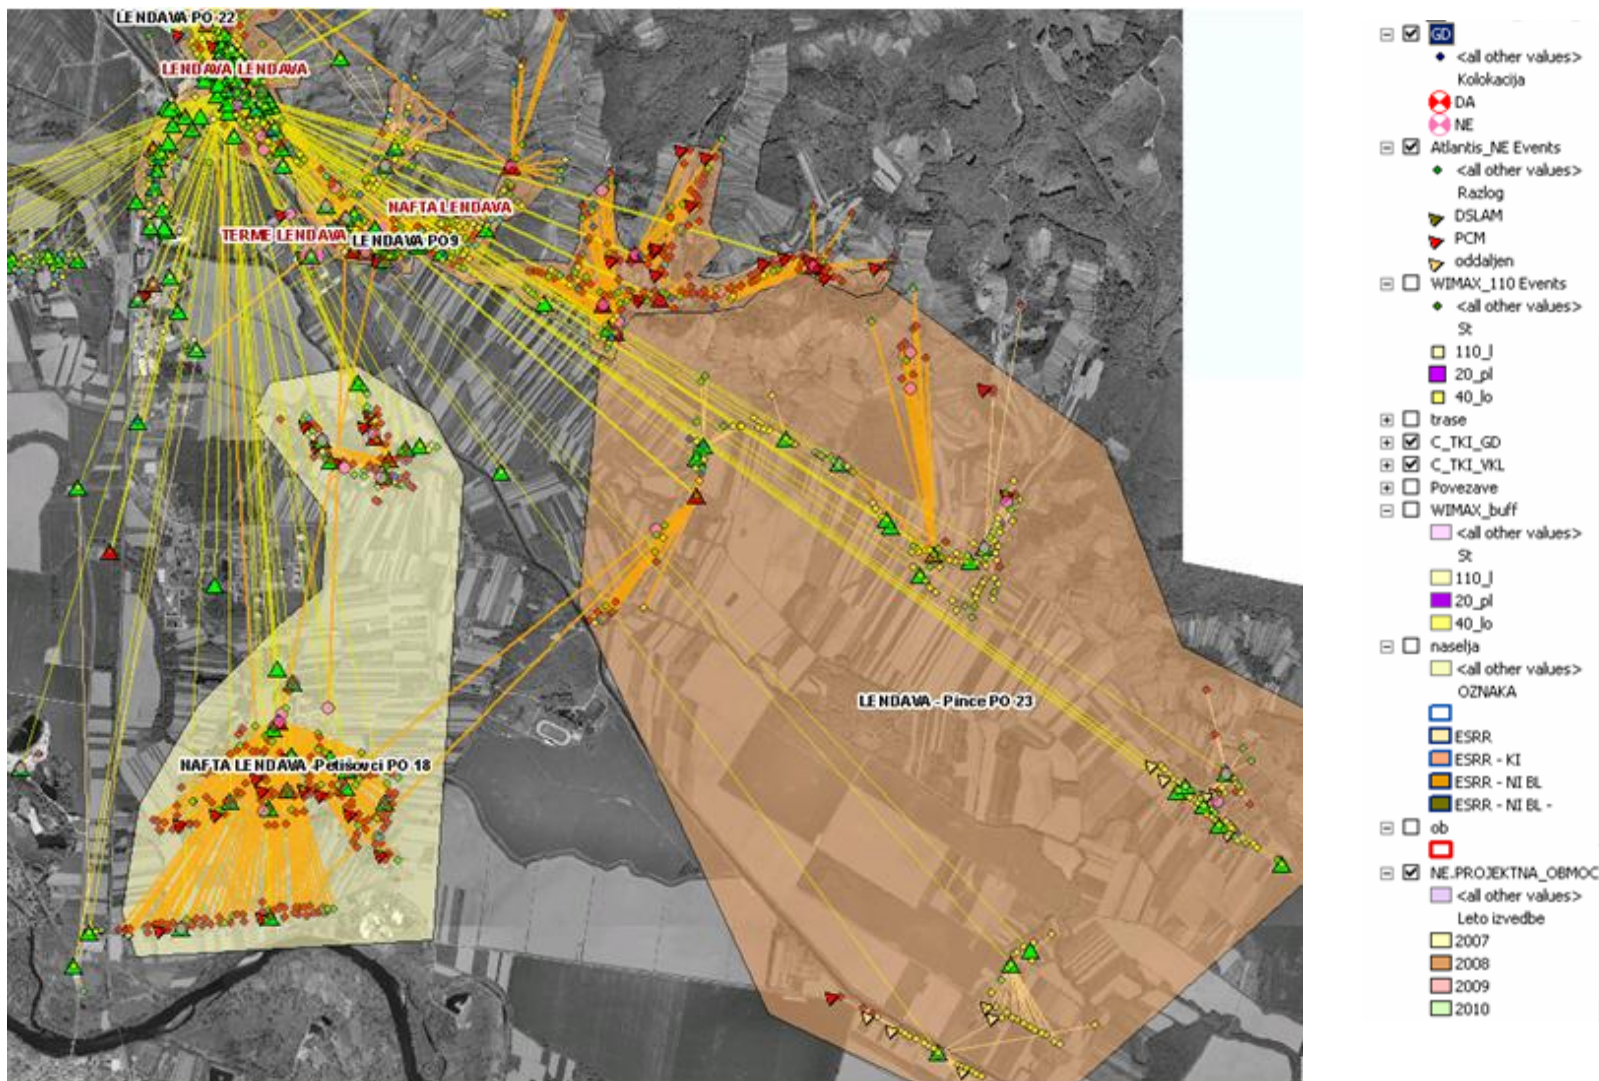 LENDAVA PO 22
LENDAVA LENDAVA
NAFTA LENDAVA
TERME LENDAVA
LENDAVA PO9
LENDAVA - Pince PO 23
NAFTA LENDAVA -Petišovci PO 18
GD
<all other values>
Kolokacija
DA
NE
Atlantis_NE Events
<all other values>
Razlog
DSLAM
PCM
oddaljen
WIMAX_110 Events
<all other values>
St
110_l
20_pl
40_lo
trase
C_TKI_GD
C_TKI_VKL
Povezave
WIMAX_buff
<all other values>
St
110_l
20_pl
40_lo
naselja
<all other values>
OZNAKA
ESRR
ESRR - KI
ESRR - NI BL
ESRR - NI BL -
ob
NE.PROJEKTNA_OBMOC
<all other values>
Leto izvedbe
2007
2008
2009
2010